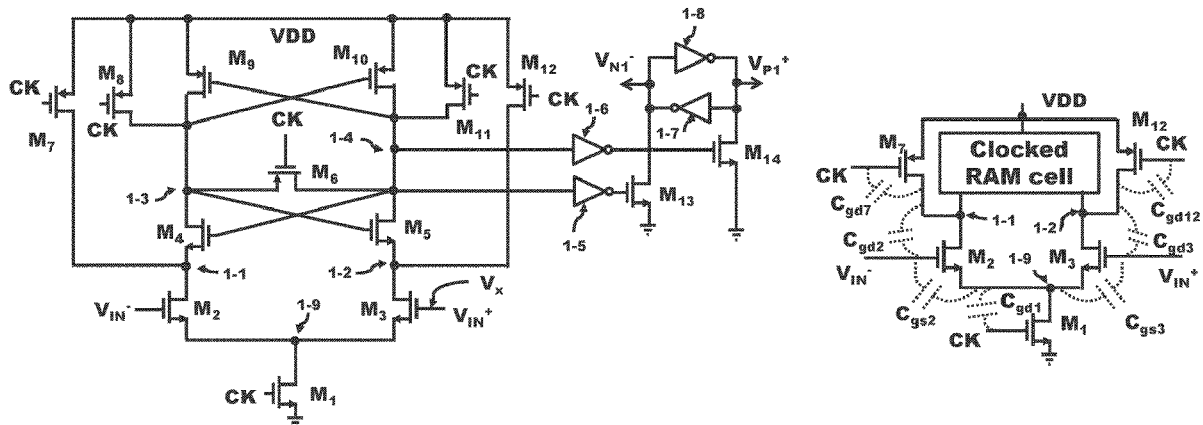 VDD
1-8
M9
M10
M12
VN1-
VP1+
CK
M8
CK
CK
CK
CK
M11
1-6
1-7
M7
1-4
M6
M14
1-3
M13
M4
M5
1-5
1-1
1-2
VIN-
M2
1-9
M3
Vx
VIN+
CK
M1
VDD
M7
M12
CK
Clocked
RAM cell
CK
Cgd7
Cgd12
1-1
1-2
Cgd2
Cgd3
M2
1-9
M3
VIN-
VIN+
Cgs2
Cgd1
Cgs3
CK
M1